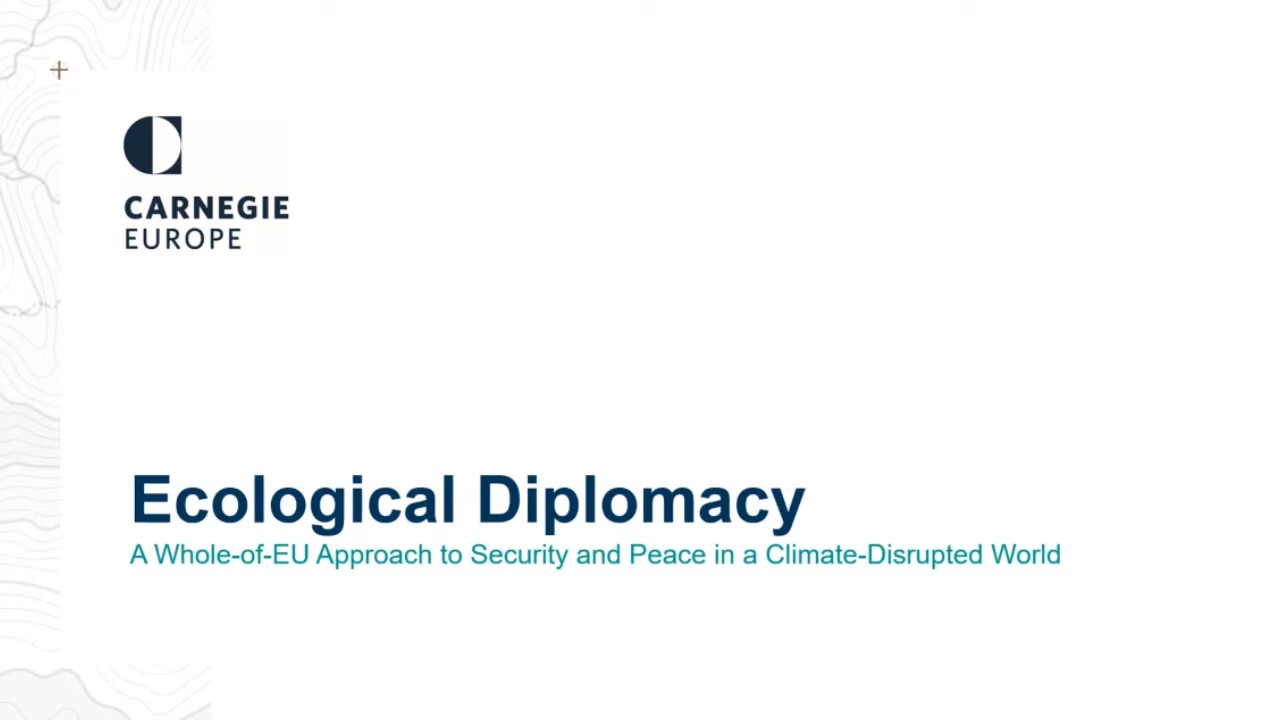 CARNEGIE
EUROPE
Ecological Diplomacy
A Whole-of-EU Approach to Security and Peace in a Climate-Disrupted World